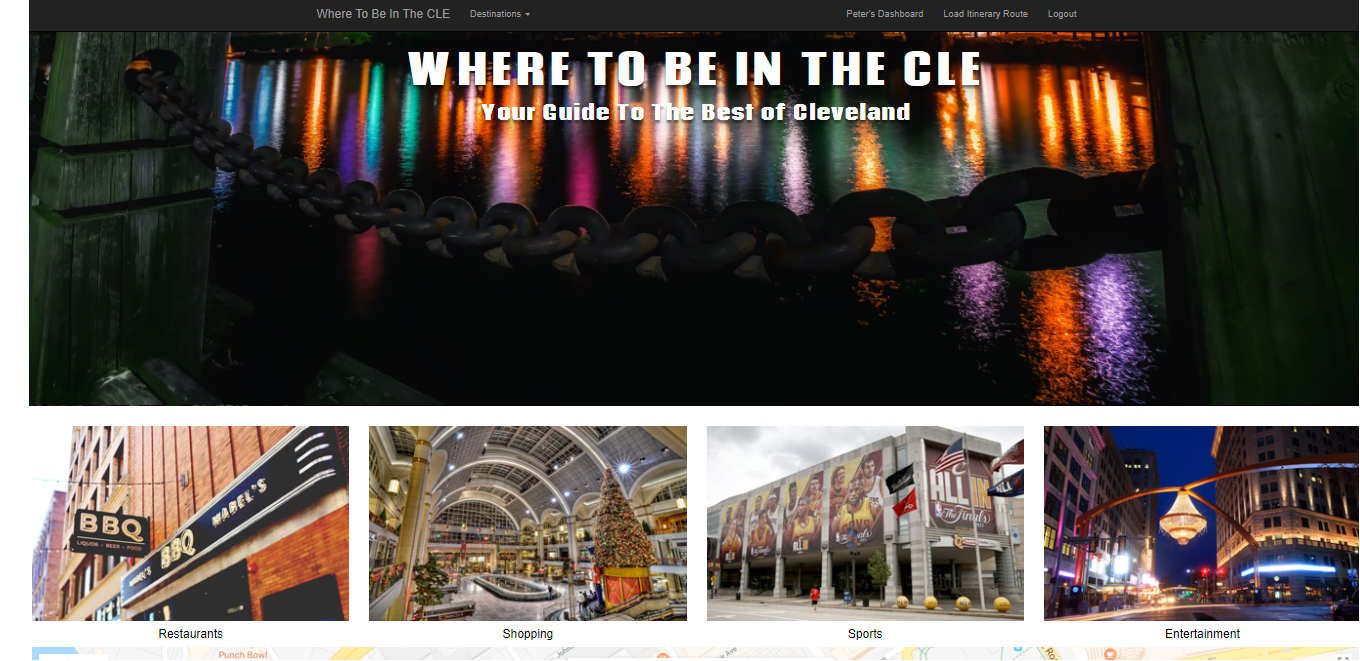 Where To Be In The CLE
Destinations
Peter's Dashboard
Load Itinerary Route
Logout
WHERE TO BE IN THE CLE
Your Guide To The Best of Cleveland
BBQ
LIQUOR • BEER • FOOD
MABEL'S BBQ MABEL'S
ALL IN
The Finals
Restaurants
Shopping
Sports
Entertainment
Punch Bowl